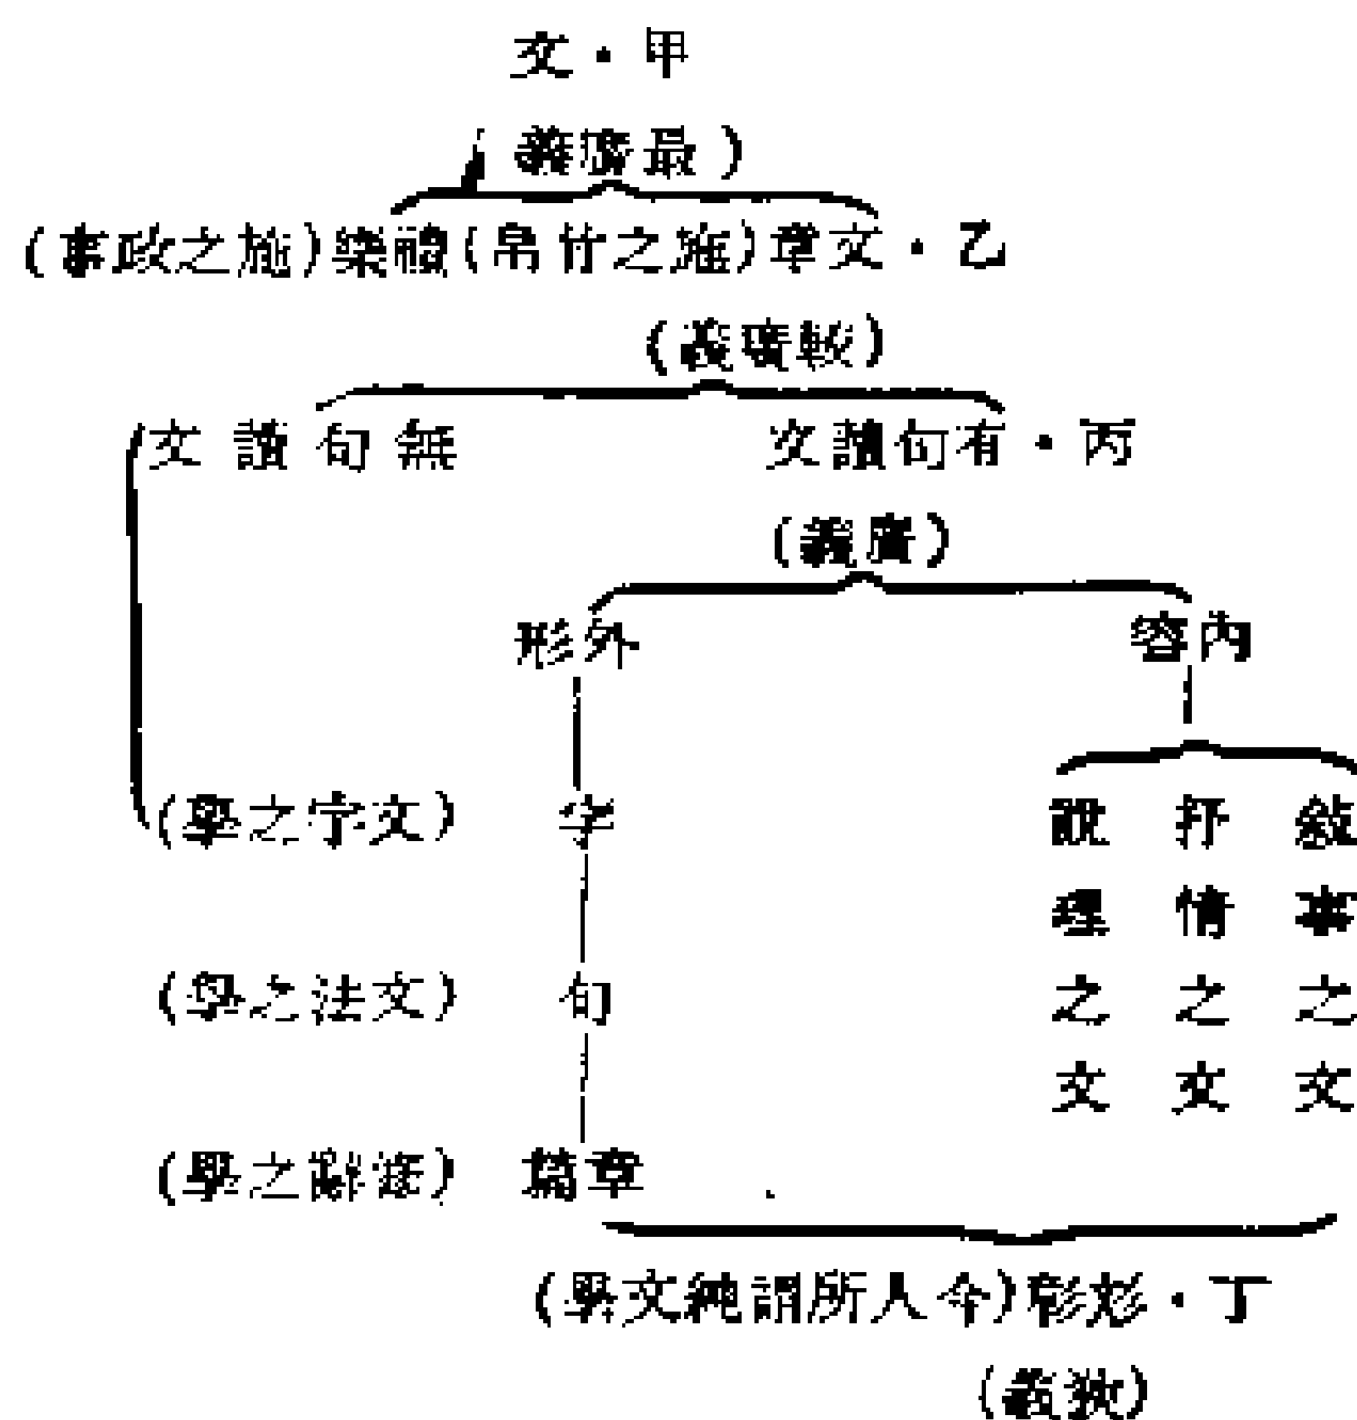 甲・文
(最廣義)
乙・文章(施之竹帛)禮樂(施之政事)
(較廣義)
丙・有句讀文
無句讀文
(廣義)
內容
外形
敍事之文
抒情之文
說理之文
字
(文字之學)
句
(文法之學)
章篇
(修辭之學)
丁・彣彰(今人所謂純文學)
(狹義)